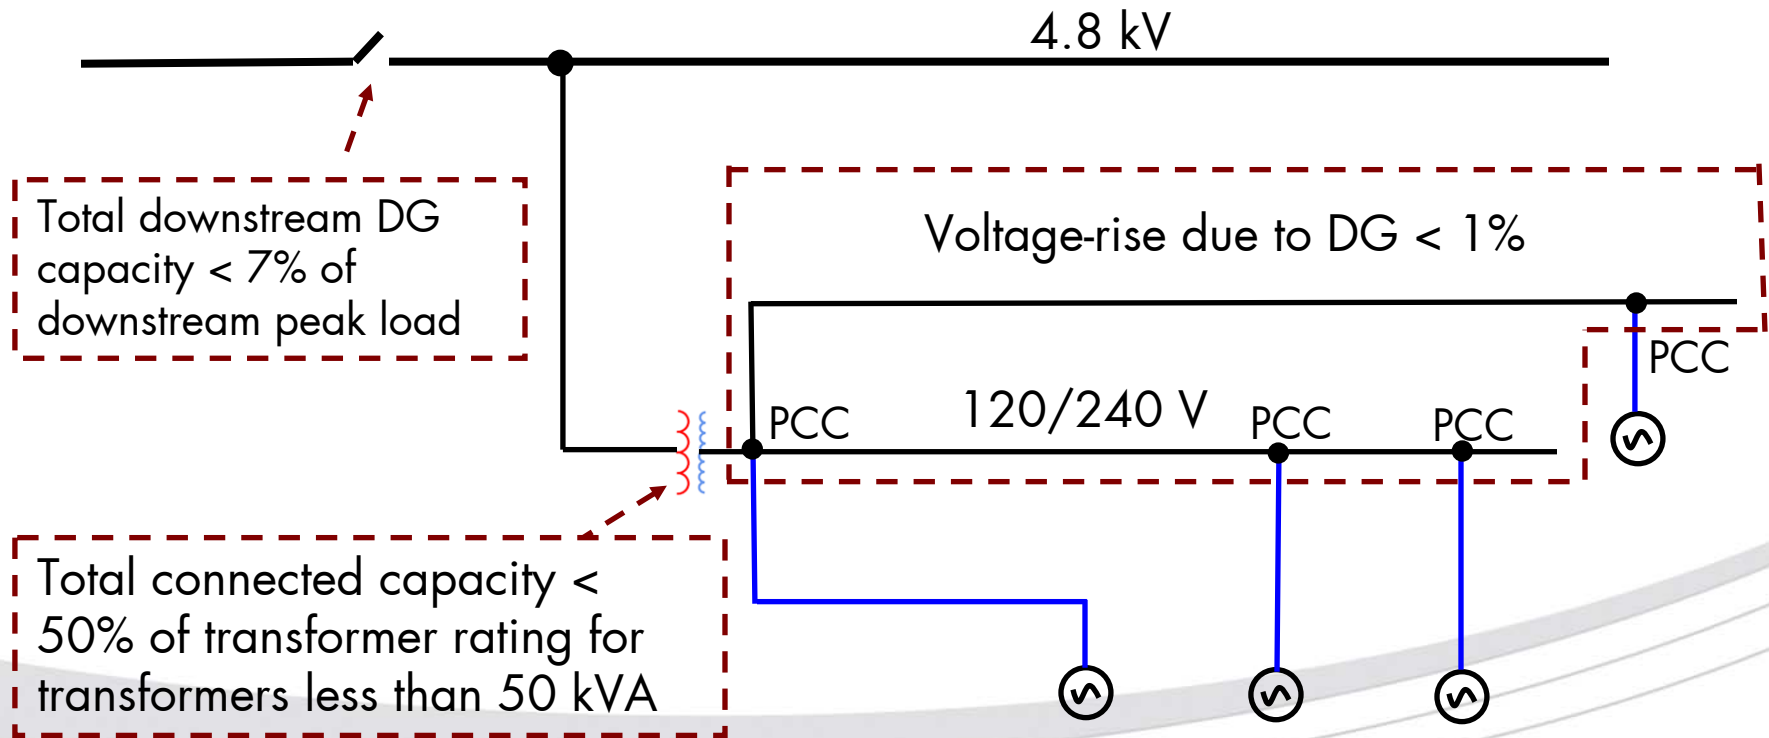 4.8 kV
Total downstream DG
capacity < 7% of
downstream peak load
Voltage-rise due to DG < 1%
PCC
PCC
120/240 V
PCC
PCC
Total connected capacity <
50% of transformer rating for
transformers less than 50 kVA